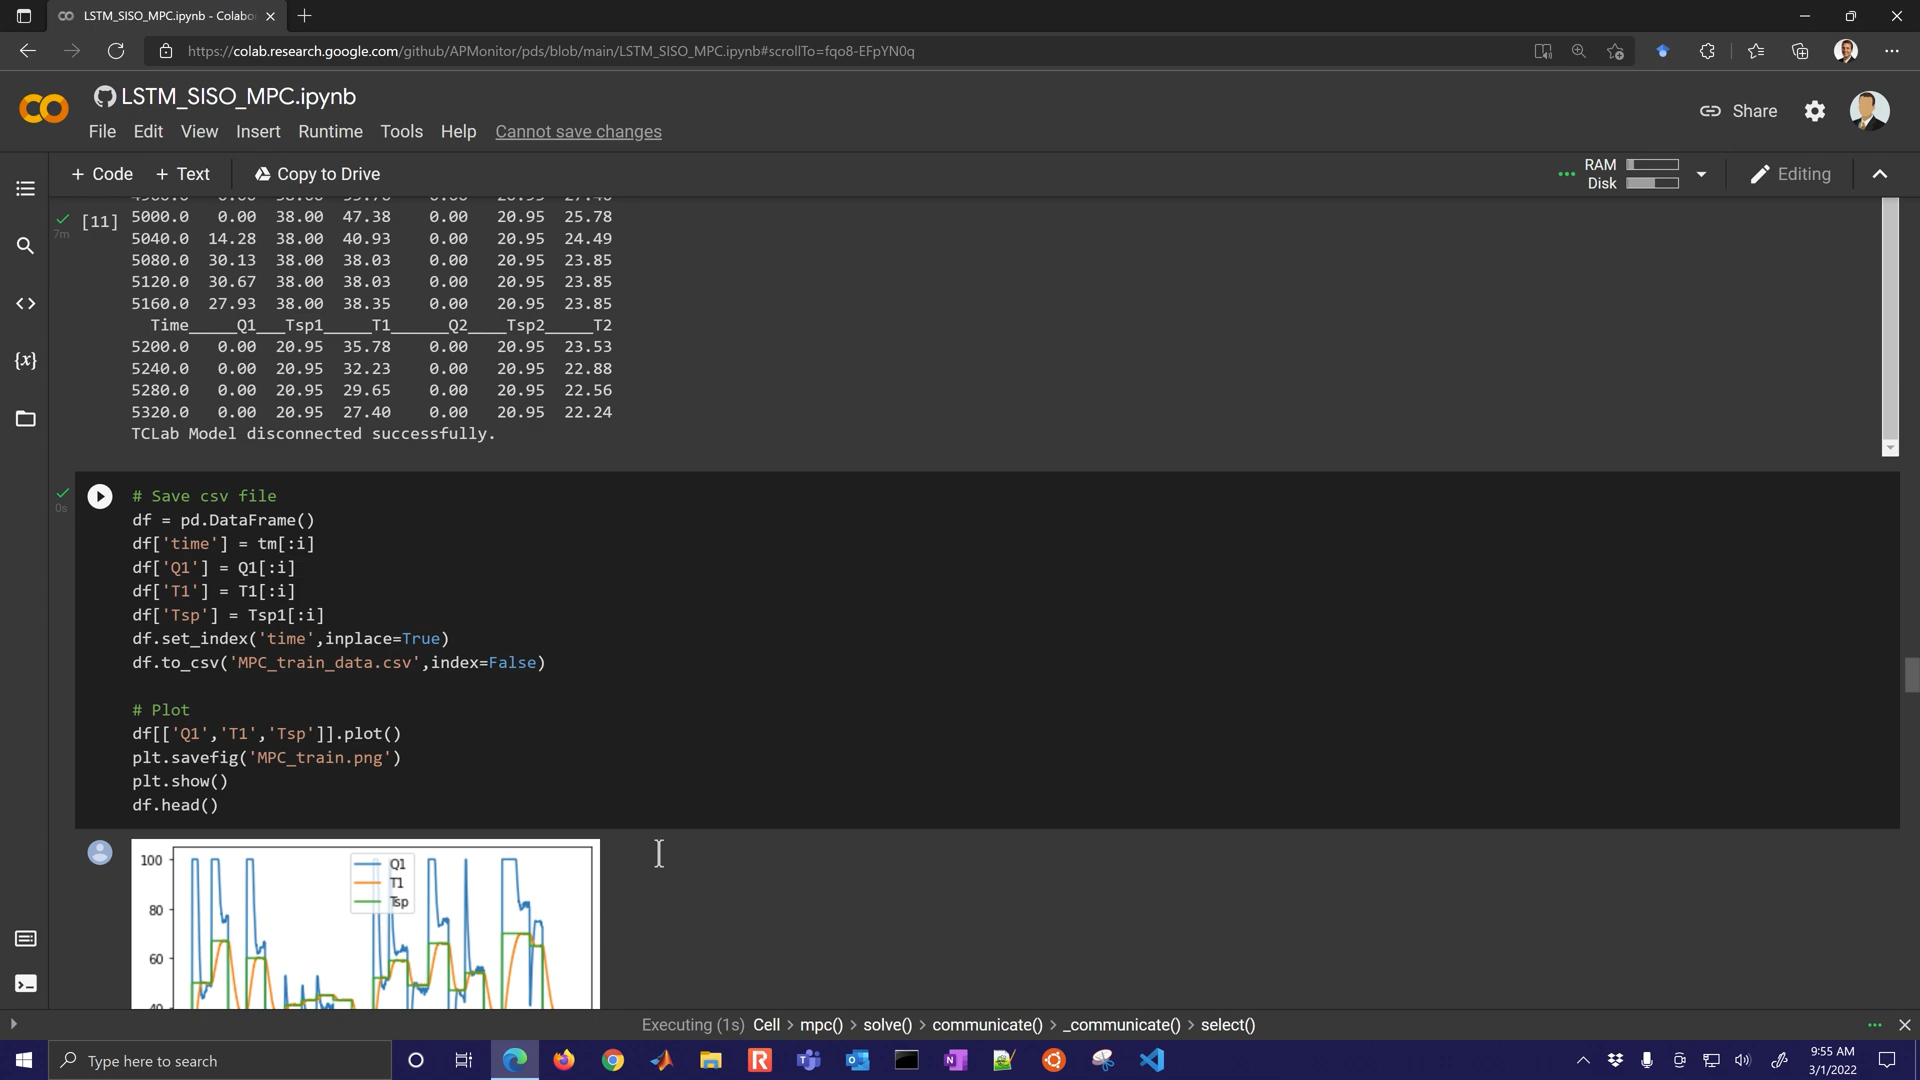 LSTM_SISO_MPC.ipynb - Colabo
https://colab.research.google.com/github/APMonitor/pds/blob/main/LSTM_SISO_MPC.ipynb#scrollTo=fqo8-EFpYN0q
LSTM_SISO_MPC.ipynb
Share
File Edit View Insert Runtime Tools Help Cannot save changes
+ Code + Text Copy to Drive
RAM
Disk
Editing
[11]
7m
5000.0 0.00 38.00 47.38 0.00 20.95 25.78
5040.0 14.28 38.00 40.93 0.00 20.95 24.49
5080.0 30.13 38.00 38.03 0.00 20.95 23.85
5120.0 30.67 38.00 38.03 0.00 20.95 23.85
5160.0 27.93 38.00 38.35 0.00 20.95 23.85
Time_____Q1___Tsp1_____T1______Q2____Tsp2_____T2
5200.0 0.00 20.95 35.78 0.00 20.95 23.53
5240.0 0.00 20.95 32.23 0.00 20.95 22.88
5280.0 0.00 20.95 29.65 0.00 20.95 22.56
5320.0 0.00 20.95 27.40 0.00 20.95 22.24
TCLab Model disconnected successfully.
0s
# Save csv file
df = pd.DataFrame()
df['time'] = tm[:i]
df['Q1'] = Q1[:i]
df['T1'] = T1[:i]
df['Tsp'] = Tsp1[:i]
df.set_index('time',inplace=True)
df.to_csv('MPC_train_data.csv',index=False)
# Plot
df[['Q1','T1','Tsp']].plot()
plt.savefig('MPC_train.png')
plt.show()
df.head()
100
80
60
Q1
T1
Tsp
Executing (1s) Cell > mpc() > solve() > communicate() > _communicate() > select()
Type here to search
9:55 AM
3/1/2022